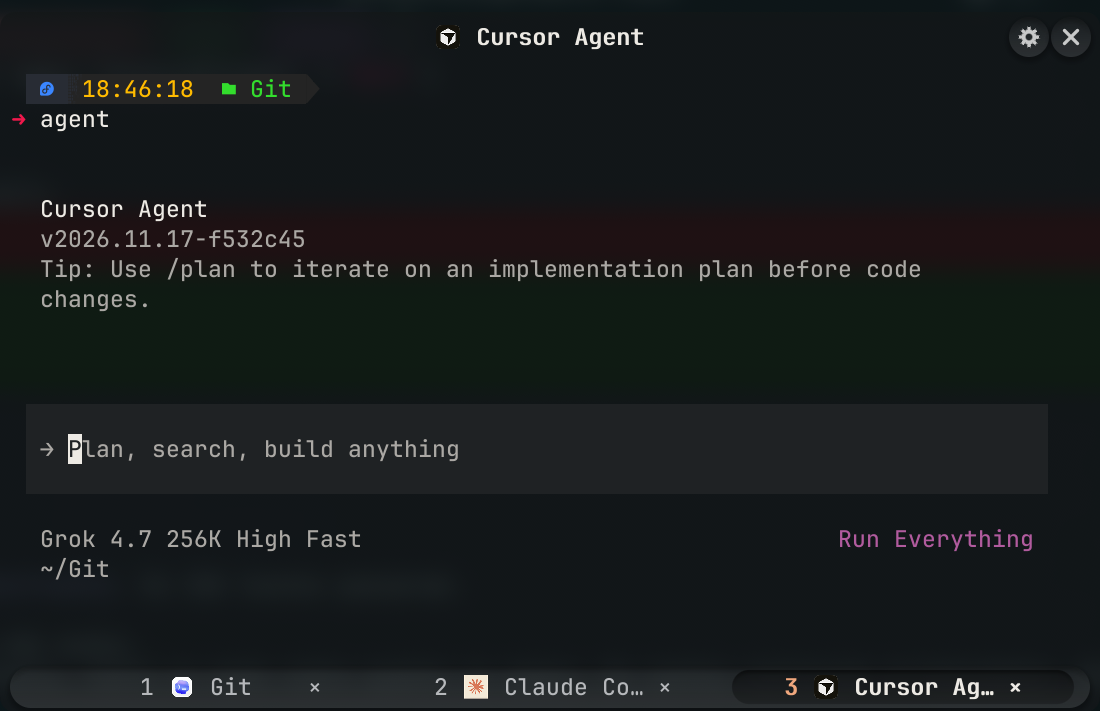 Cursor Agent
18:46:18 Git
→ agent
Cursor Agent
v2026.11.17-f532c45
Tip: Use /plan to iterate on an implementation plan before code
changes.
→ Plan, search, build anything
Grok 4.7 256K High Fast Run Everything
~/Git
1 Git × 2 Claude Co… × 3 Cursor Ag… ×